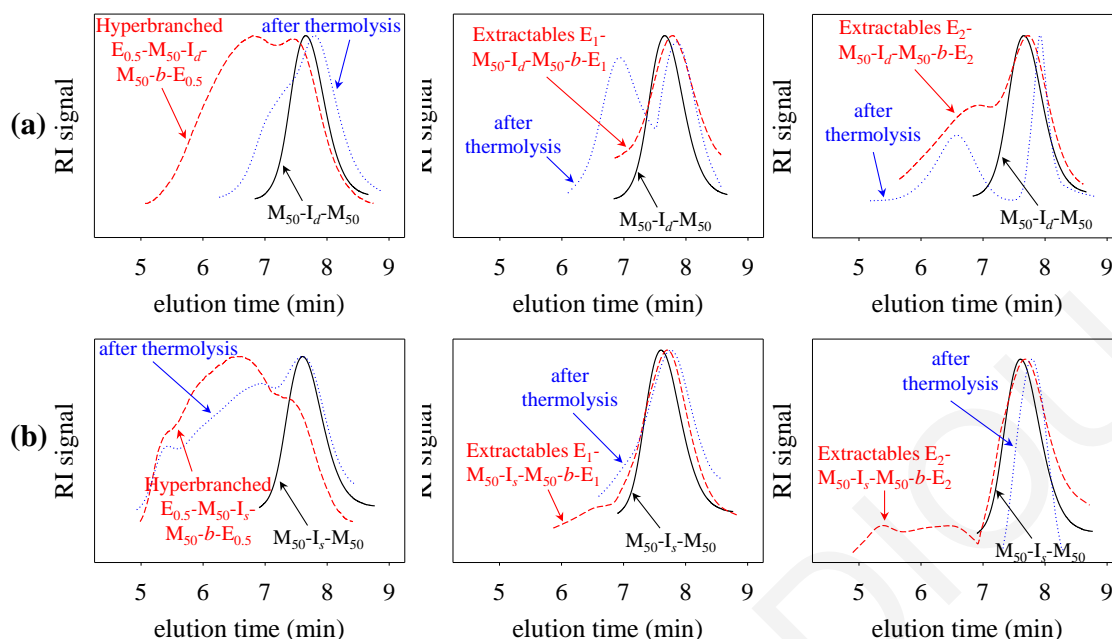 (a)
RI signal
Hyperbranched
E0.5-M50-Id-
M50-b-E0.5
after thermolysis
M50-Id-M50
5 6 7 8 9
elution time (min)
RI signal
Extractables E1-
M50-Id-M50-b-E1
after
thermolysis
M50-Id-M50
5 6 7 8 9
elution time (min)
RI signal
Extractables E2-
M50-Id-M50-b-E2
after
thermolysis
M50-Id-M50
5 6 7 8 9
elution time (min)
(b)
RI signal
after thermolysis
Hyperbranched
E0.5-M50-Is-
M50-b-E0.5
M50-Is-M50
5 6 7 8 9
elution time (min)
RI signal
after
thermolysis
Extractables E1-
M50-Is-M50-b-E1
M50-Is-M50
5 6 7 8 9
elution time (min)
RI signal
after
thermolysis
Extractables E2-
M50-Is-M50-b-E2
M50-Is-M50
5 6 7 8 9
elution time (min)
DIOU